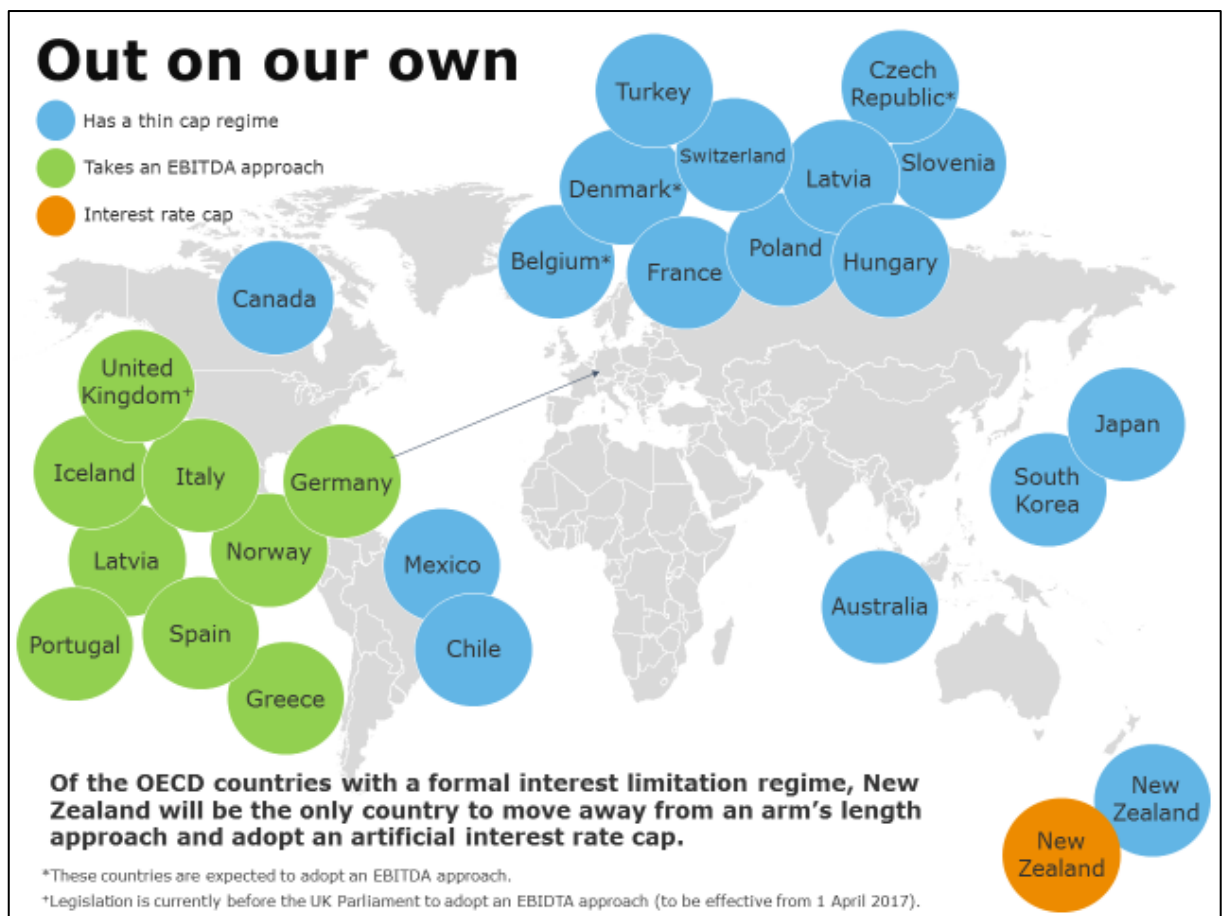 Out on our own
Has a thin cap regime
Takes an EBITDA approach
Interest rate cap
Turkey
Czech
Republic*
Switzerland
Slovenia
Denmark*
Latvia
Belgium*
France
Poland
Hungary
Canada
United
Kingdom+
Iceland
Italy
Germany
Latvia
Norway
Portugal
Spain
Greece
Mexico
Chile
Japan
South
Korea
Australia
New
Zealand
New
Zealand
Of the OECD countries with a formal interest limitation regime, New
Zealand will be the only country to move away from an arm’s length
approach and adopt an artificial interest rate cap.
*These countries are expected to adopt an EBITDA approach.
+Legislation is currently before the UK Parliament to adopt an EBIDTA approach (to be effective from 1 April 2017).